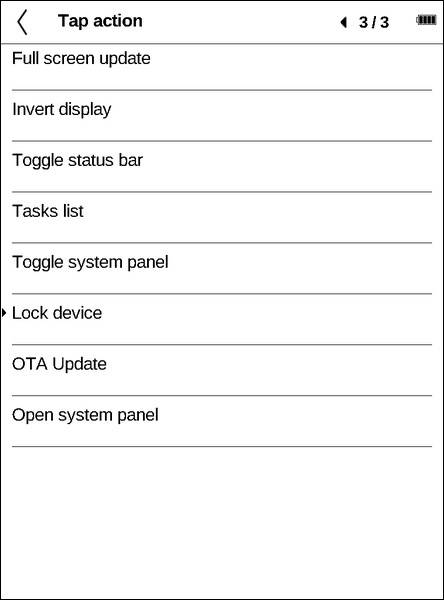 Tap action
3 / 3
Full screen update
Invert display
Toggle status bar
Tasks list
Toggle system panel
Lock device
OTA Update
Open system panel